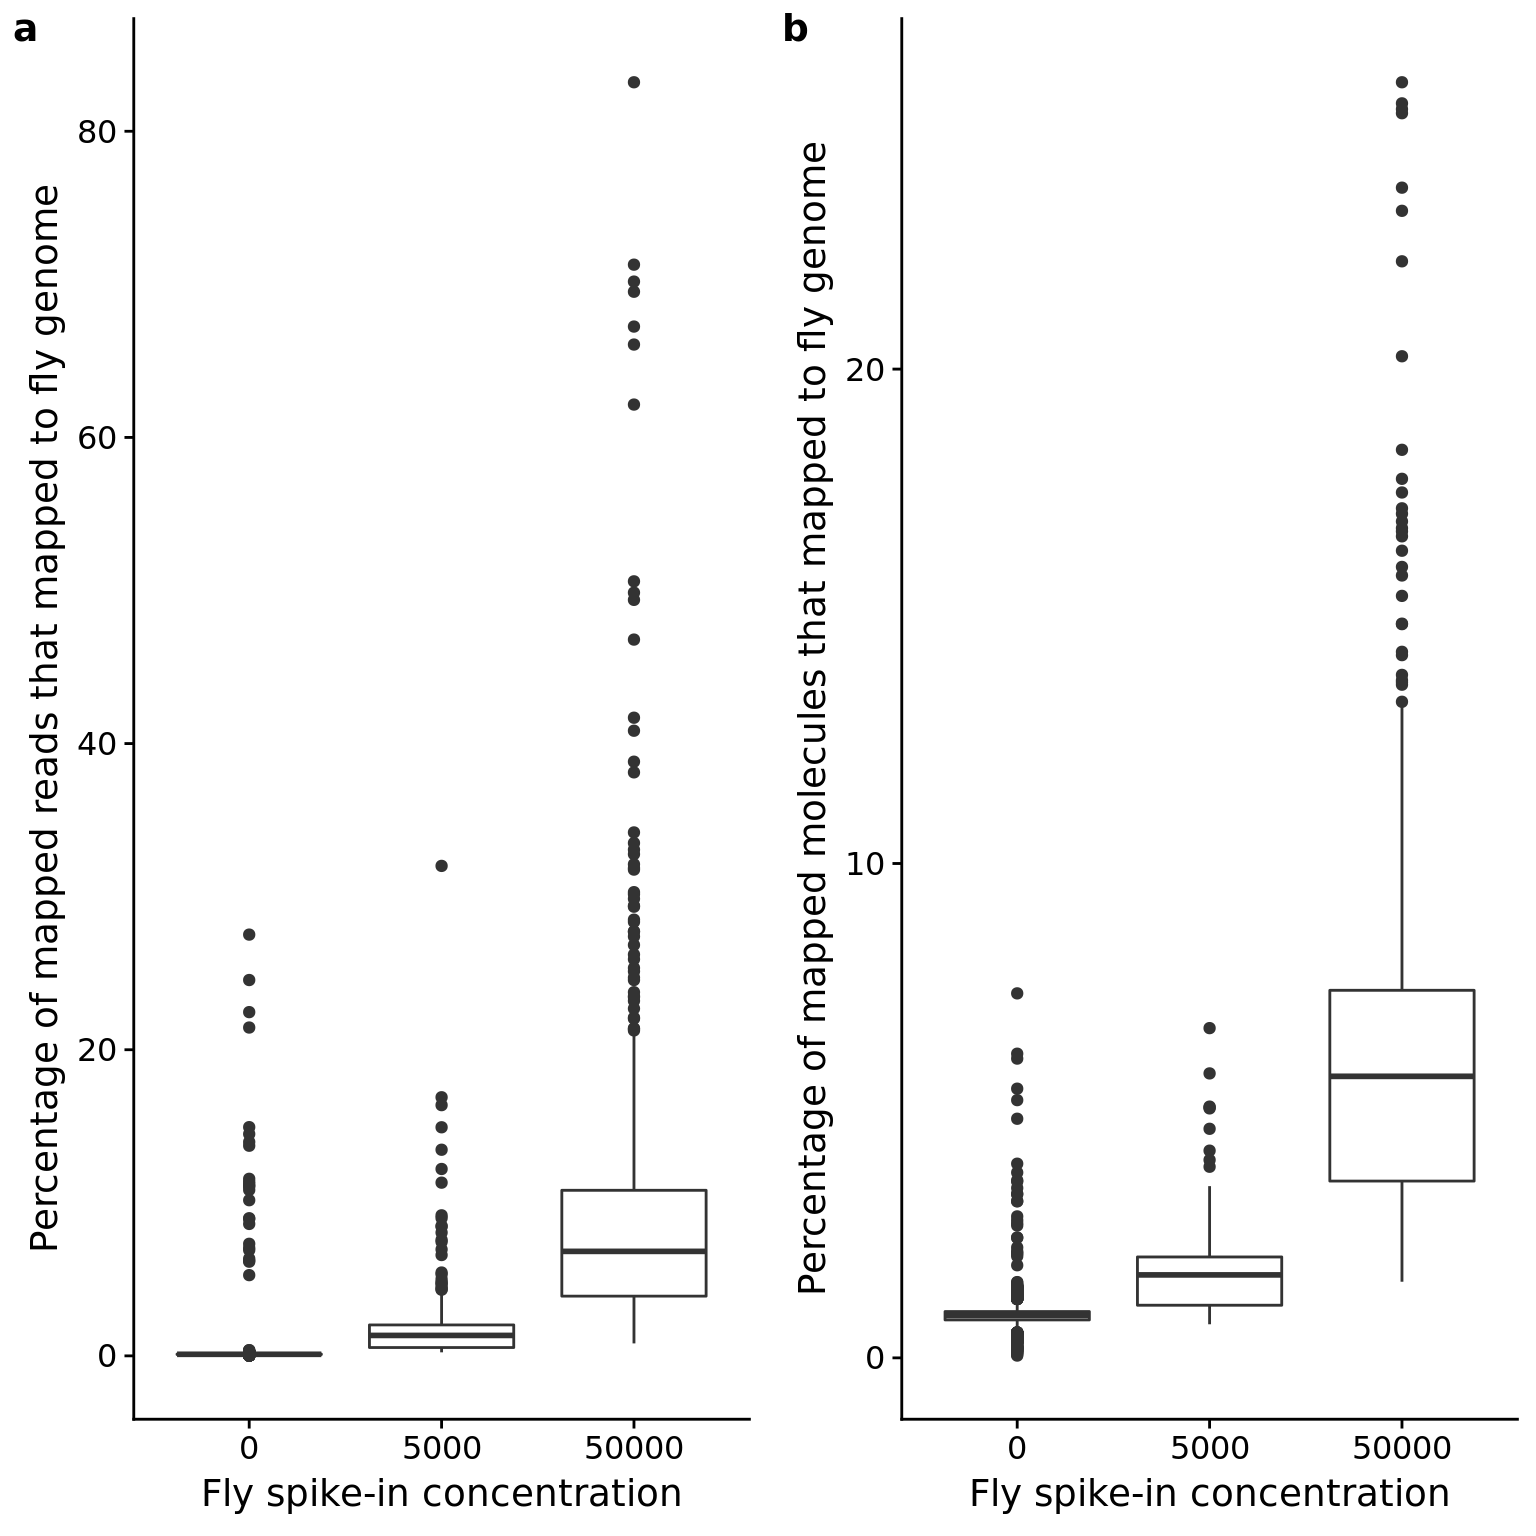 a
Percentage of mapped reads that mapped to fly genome
80
60
40
20
0
0 5000 50000
Fly spike-in concentration
b
Percentage of mapped molecules that mapped to fly genome
20
10
0
0 5000 50000
Fly spike-in concentration